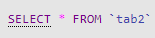 SELECT * FROM `tab2`